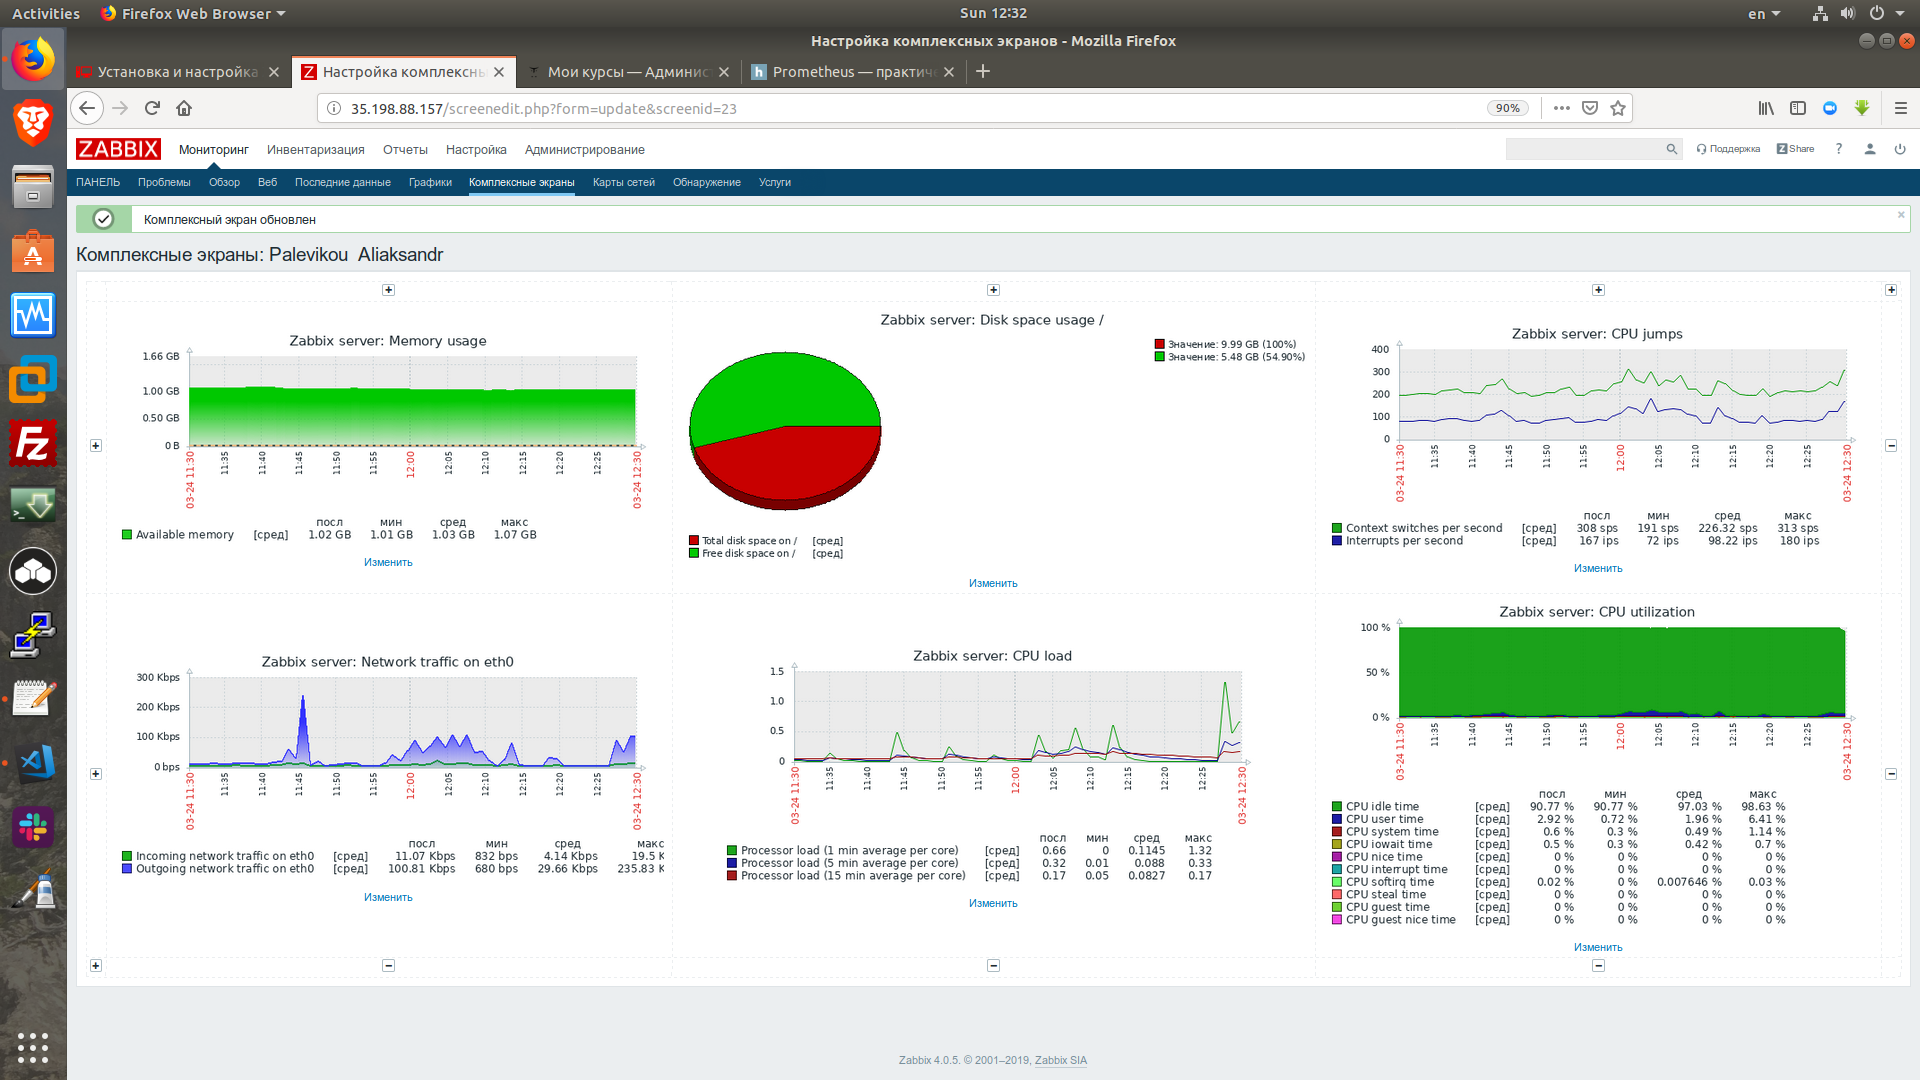 Activities Firefox Web Browser Sun 12:32 en
Настройка комплексных экранов - Mozilla Firefox
Установка и настройка Настройка комплексны Мои курсы — Админис Prometheus — практиче
35.198.88.157/screenedit.php?form=update&screenid=23 90%
ZABBIX Мониторинг Инвентаризация Отчеты Настройка Администрирование Поддержка Z Share ?
ПАНЕЛЬ Проблемы Обзор Веб Последние данные Графики Комплексные экраны Карты сетей Обнаружение Услуги
Комплексный экран обновлен
Комплексные экраны: Palevikou Aliaksandr
Zabbix server: Memory usage
1.66 GB
1.00 GB
0.50 GB
0 B
03-24 11:30 11:35 11:40 11:45 11:50 11:55 12:00 12:05 12:10 12:15 12:20 12:25 03-24 12:30
посл мин сред макс
Available memory [сред] 1.02 GB 1.01 GB 1.03 GB 1.07 GB
Изменить
Zabbix server: Disk space usage /
Значение: 9.99 GB (100%)
Значение: 5.48 GB (54.90%)
Total disk space on / [сред]
Free disk space on / [сред]
Изменить
Zabbix server: CPU jumps
400
300
200
100
0
03-24 11:30 11:35 11:40 11:45 11:50 11:55 12:00 12:05 12:10 12:15 12:20 12:25 03-24 12:30
посл мин сред макс
Context switches per second [сред] 308 sps 191 sps 226.32 sps 313 sps
Interrupts per second [сред] 167 ips 72 ips 98.22 ips 180 ips
Изменить
Zabbix server: Network traffic on eth0
300 Kbps
200 Kbps
100 Kbps
0 bps
03-24 11:30 11:35 11:40 11:45 11:50 11:55 12:00 12:05 12:10 12:15 12:20 12:25 03-24 12:30
посл мин сред макс
Incoming network traffic on eth0 [сред] 11.07 Kbps 832 bps 4.14 Kbps 19.5 K
Outgoing network traffic on eth0 [сред] 100.81 Kbps 680 bps 29.66 Kbps 235.83 K
Изменить
Zabbix server: CPU load
1.5
1.0
0.5
0
03-24 11:30 11:35 11:40 11:45 11:50 11:55 12:00 12:05 12:10 12:15 12:20 12:25 03-24 12:30
посл мин сред макс
Processor load (1 min average per core) [сред] 0.66 0 0.1145 1.32
Processor load (5 min average per core) [сред] 0.32 0.01 0.088 0.33
Processor load (15 min average per core) [сред] 0.17 0.05 0.0827 0.17
Изменить
Zabbix server: CPU utilization
100 %
50 %
0 %
03-24 11:30 11:35 11:40 11:45 11:50 11:55 12:00 12:05 12:10 12:15 12:20 12:25 03-24 12:30
посл мин сред макс
CPU idle time [сред] 90.77 % 90.77 % 97.03 % 98.63 %
CPU user time [сред] 2.92 % 0.72 % 1.96 % 6.41 %
CPU system time [сред] 0.6 % 0.3 % 0.49 % 1.14 %
CPU iowait time [сред] 0.5 % 0.3 % 0.42 % 0.7 %
CPU nice time [сред] 0 % 0 % 0 % 0 %
CPU interrupt time [сред] 0 % 0 % 0 % 0 %
CPU softirq time [сред] 0.02 % 0 % 0.007646 % 0.03 %
CPU steal time [сред] 0 % 0 % 0 % 0 %
CPU guest time [сред] 0 % 0 % 0 % 0 %
CPU guest nice time [сред] 0 % 0 % 0 % 0 %
Изменить
Zabbix 4.0.5. © 2001–2019, Zabbix SIA